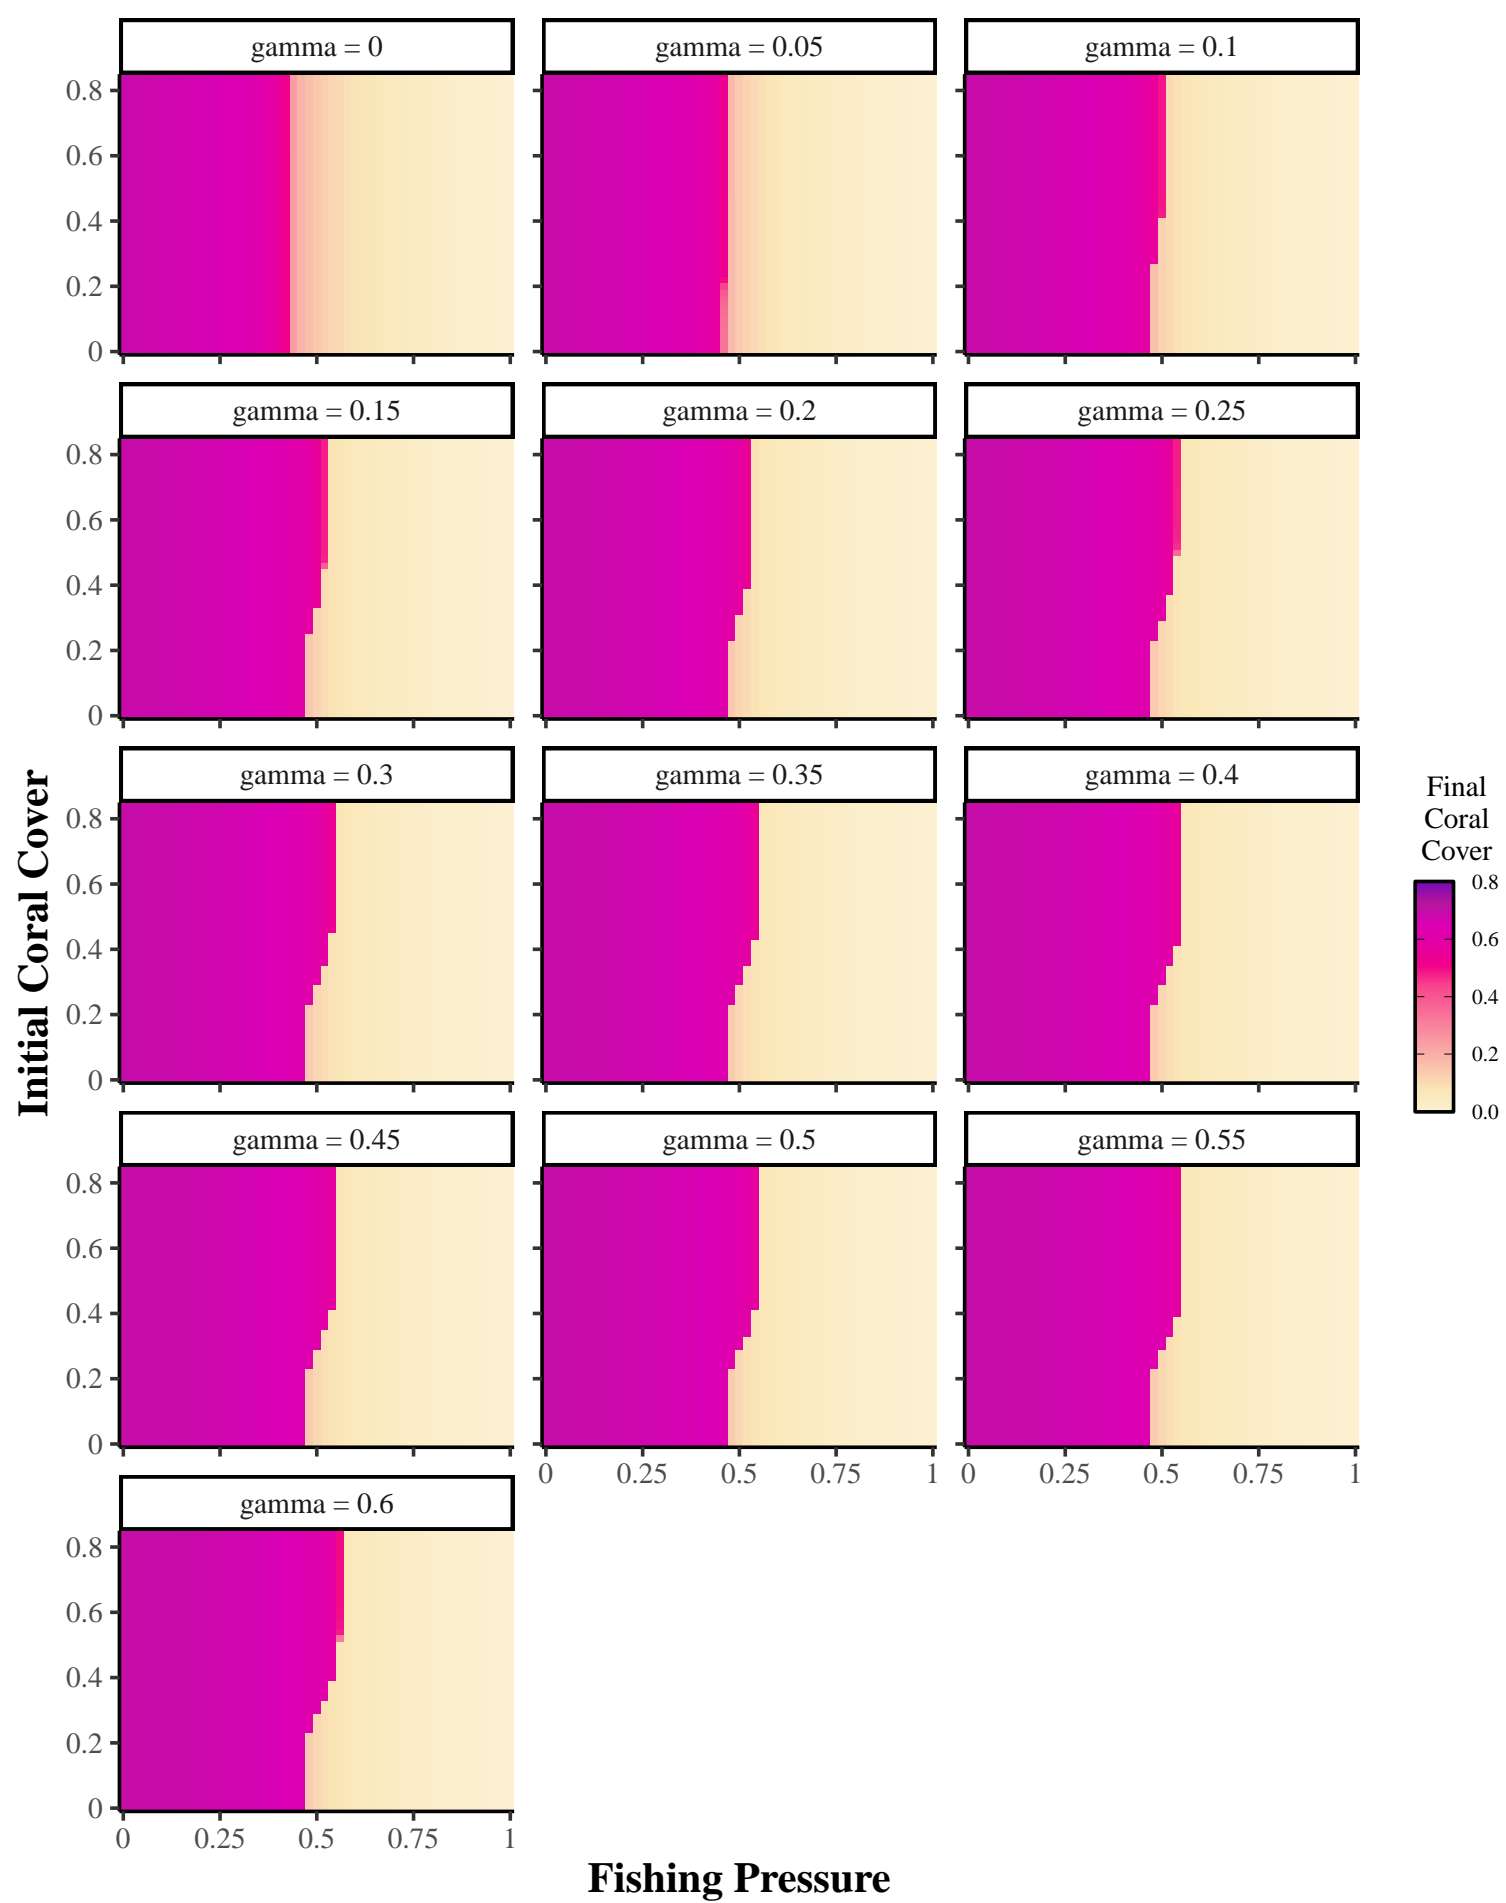 gamma = 0
gamma = 0.05
gamma = 0.1
0.8
0.6
0.4
0.2
0
gamma = 0.15
gamma = 0.2
gamma = 0.25
0.8
0.6
0.4
0.2
0
gamma = 0.3
gamma = 0.35
gamma = 0.4
0.8
0.6
0.4
0.2
0
Initial Coral Cover
Final
Coral
Cover
0.8
0.6
0.4
0.2
0.0
gamma = 0.45
gamma = 0.5
gamma = 0.55
0.8
0.6
0.4
0.2
0
0 0.25 0.5 0.75 1
0 0.25 0.5 0.75 1
gamma = 0.6
0.8
0.6
0.4
0.2
0
0 0.25 0.5 0.75 1
Fishing Pressure